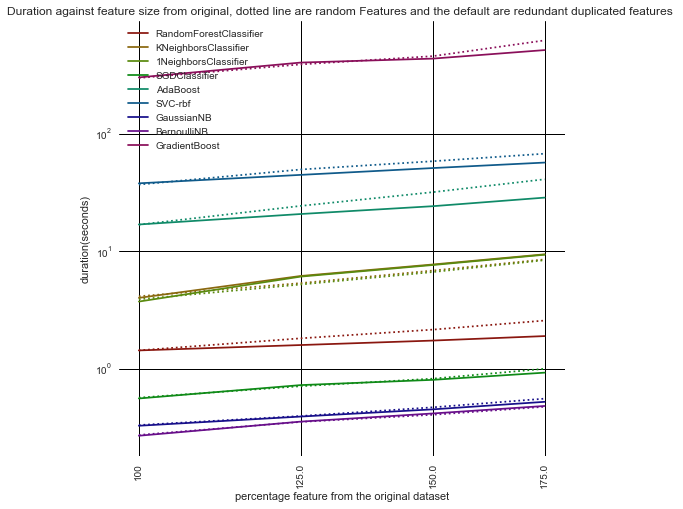 Duration against feature size from original, dotted line are random Features and the default are redundant duplicated features
RandomForestClassifier
KNeighborsClassifier
1NeighborsClassifier
SGDClassifier
AdaBoost
SVC-rbf
GaussianNB
BernoulliNB
GradientBoost
10²
10¹
10⁰
duration(seconds)
100
125.0
150.0
175.0
percentage feature from the original dataset